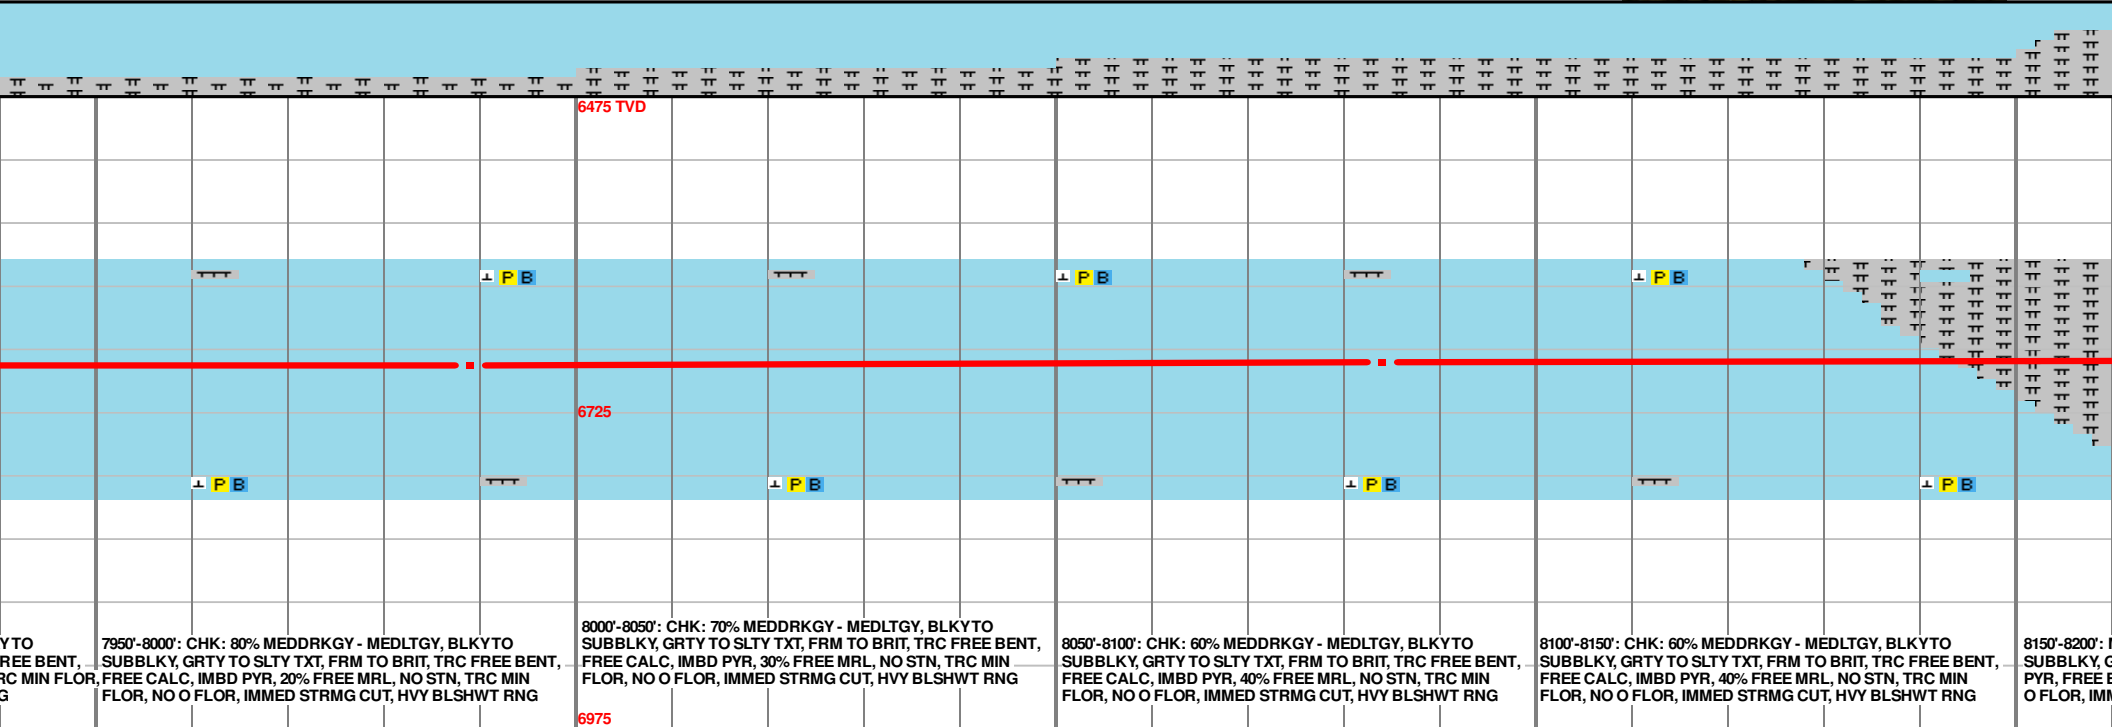 6475 TVD
P B
P B
P B
6725
P B
P B
P B
P B
YTO
REE BENT,
RC MIN FLOR,
G
7950'-8000': CHK: 80% MEDDRKGY - MEDLTGY, BLKYTO
SUBBLKY, GRTY TO SLTY TXT, FRM TO BRIT, TRC FREE BENT,
FREE CALC, IMBD PYR, 20% FREE MRL, NO STN, TRC MIN
FLOR, NO O FLOR, IMMED STRMG CUT, HVY BLSHWT RNG
8000'-8050': CHK: 70% MEDDRKGY - MEDLTGY, BLKYTO
SUBBLKY, GRTY TO SLTY TXT, FRM TO BRIT, TRC FREE BENT,
FREE CALC, IMBD PYR, 30% FREE MRL, NO STN, TRC MIN
FLOR, NO O FLOR, IMMED STRMG CUT, HVY BLSHWT RNG
8050'-8100': CHK: 60% MEDDRKGY - MEDLTGY, BLKYTO
SUBBLKY, GRTY TO SLTY TXT, FRM TO BRIT, TRC FREE BENT,
FREE CALC, IMBD PYR, 40% FREE MRL, NO STN, TRC MIN
FLOR, NO O FLOR, IMMED STRMG CUT, HVY BLSHWT RNG
8100'-8150': CHK: 60% MEDDRKGY - MEDLTGY, BLKYTO
SUBBLKY, GRTY TO SLTY TXT, FRM TO BRIT, TRC FREE BENT,
FREE CALC, IMBD PYR, 40% FREE MRL, NO STN, TRC MIN
FLOR, NO O FLOR, IMMED STRMG CUT, HVY BLSHWT RNG
8150'-8200':
SUBBLKY, G
PYR, FREE
O FLOR, IM
6975